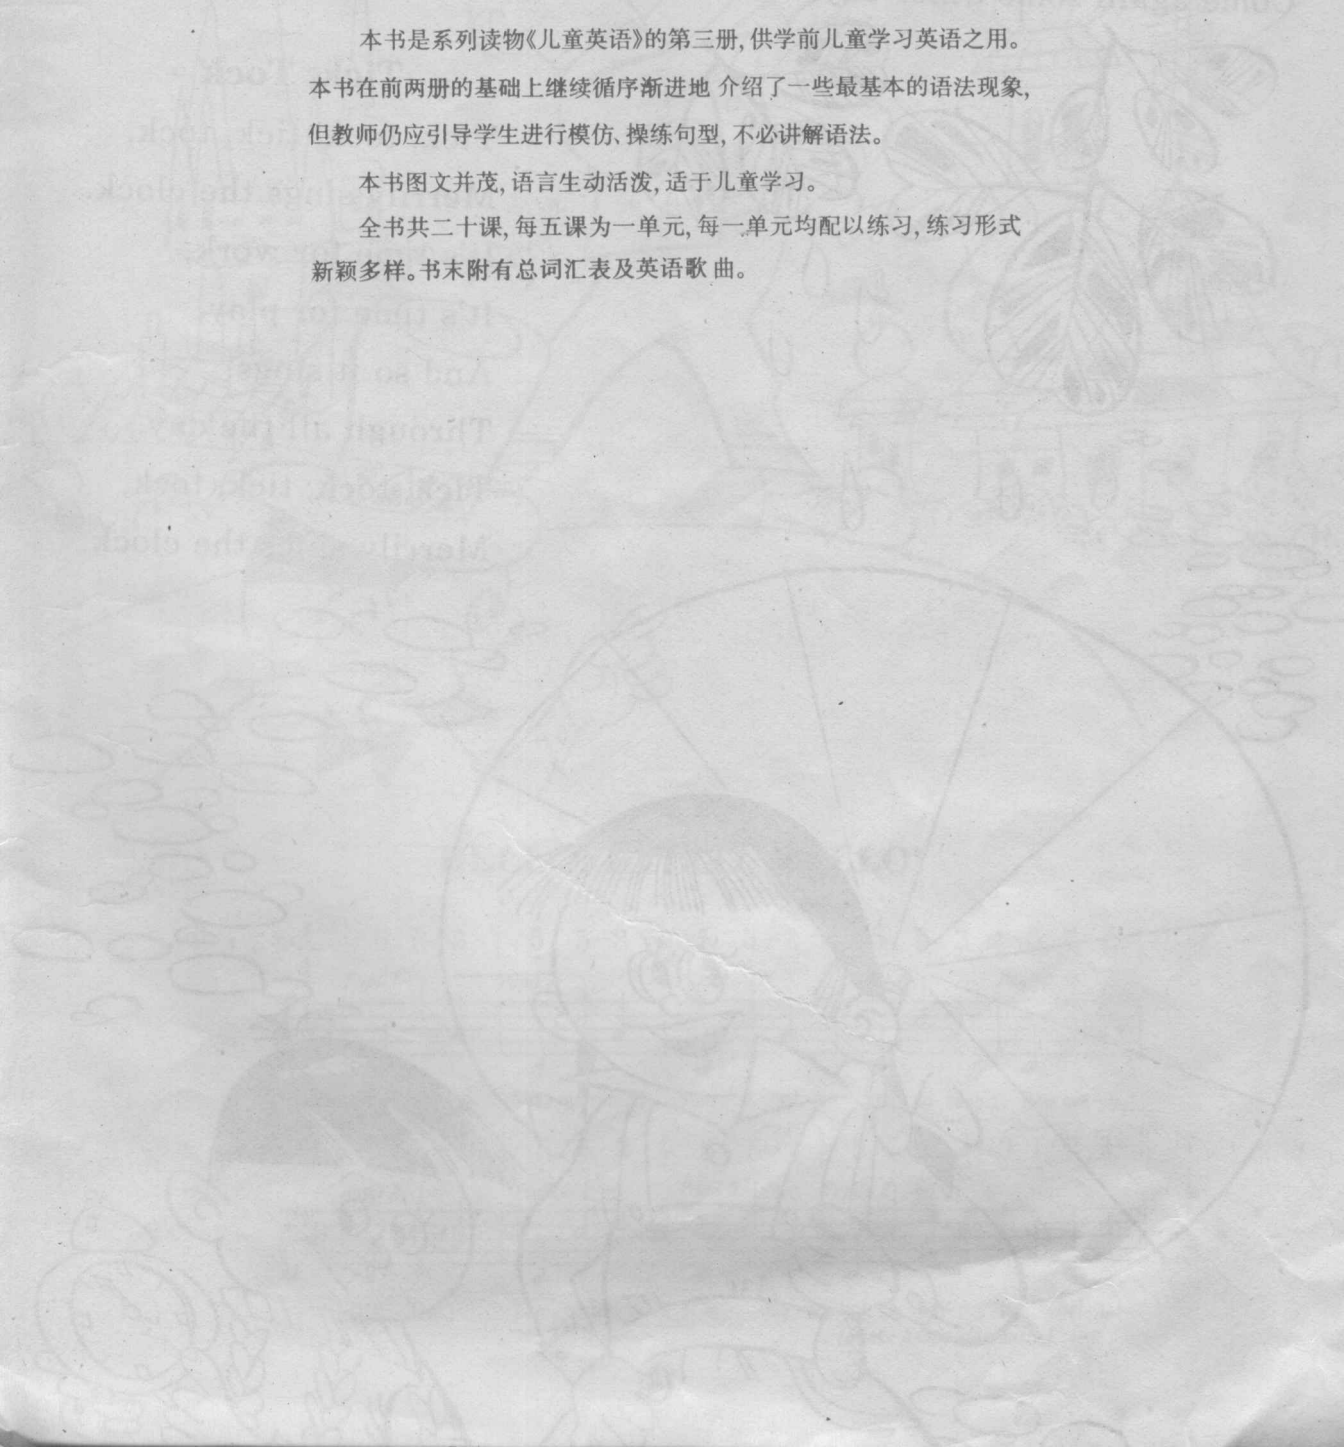 本书是系列读物《儿童英语》的第三册,供学前儿童学习英语之用。
本书在前两册的基础上继续循序渐进地 介绍了一些最基本的语法现象,
但教师仍应引导学生进行模仿、操练句型,不必讲解语法。
本书图文并茂,语言生动活泼,适于儿童学习。
全书共二十课,每五课为一单元,每一单元均配以练习,练习形式
新颖多样。书末附有总词汇表及英语歌 曲。